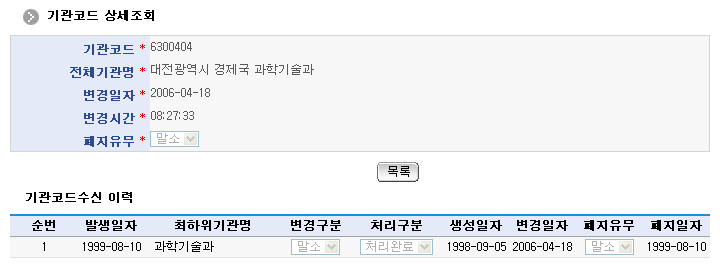 기관코드 상세조회
기관코드 * 6300404
전체기관명 * 대전광역시 경제국 과학기술과
변경일자 * 2006-04-18
변경시간 * 08:27:33
폐지유무 * 말소
목록
기관코드수신 이력
순번 발생일자 최하위기관명 변경구분 처리구분 생성일자 변경일자 폐지유무 폐지일자
1 1999-08-10 과학기술과 말소 처리완료 1998-09-05 2006-04-18 말소 1999-08-10